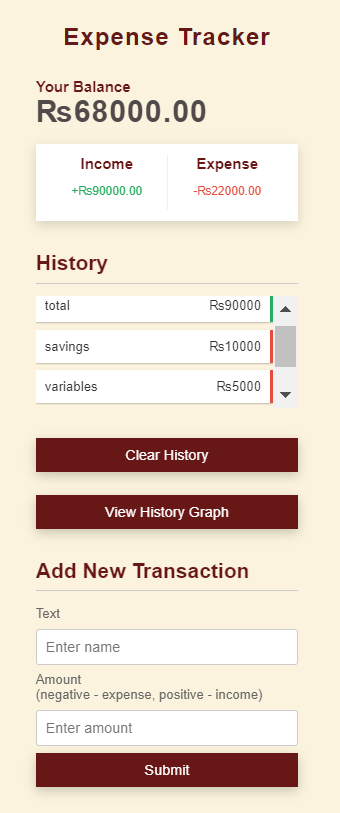 Expense Tracker
Your Balance
₨68000.00
Income Expense
+₨90000.00 -₨22000.00
History
total ₨90000
savings ₨10000
variables ₨5000
Clear History
View History Graph
Add New Transaction
Text
Enter name
Amount
(negative - expense, positive - income)
Enter amount
Submit